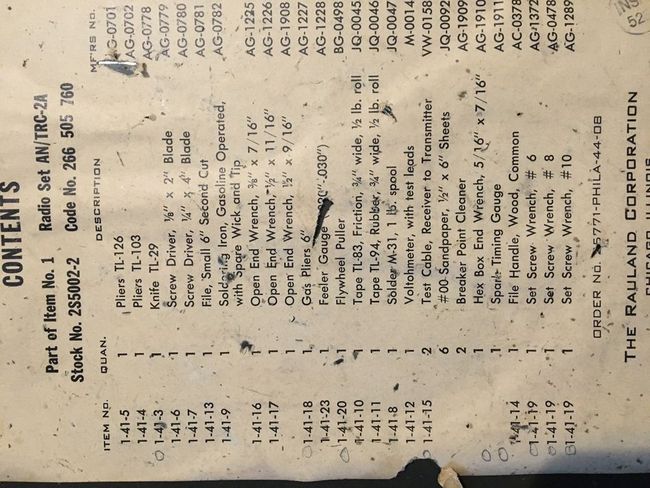 CONTENTS
Part of Item No. 1 Radio Set AN/TRC-2A
Stock No. 2S5002-2 Code No. 266 505 760
ITEM NO. QUAN. DESCRIPTION MFRS NO.
1-41-5 1 Pliers TL-126 AG-0701
1-41-4 1 Pliers TL-103 AG-0702
1-41-3 1 Knife TL-29 AG-0778
1-41-6 1 Screw Driver, ⅛" x 2" Blade AG-0779
1-41-7 1 Screw Driver, ¼" x 4" Blade AG-0780
1-41-13 1 File, Small 6" Second Cut AG-0781
1-41-9 1 Soldering Iron, Gasoline Operated, AG-0782
with Spare Wick and Tip
1-41-16 1 Open End Wrench, ⅜" x 7/16" AG-1225
1-41-17 1 Open End Wrench, ½" x 11/16" AG-1226
1 Open End Wrench, ½" x 9/16" AG-1908
1-41-18 1 Gas Pliers 6" AG-1227
1-41-23 1 Feeler Gauge .030") AG-1228
1-41-20 1 Flywheel Puller BG-0498
1-41-10 1 Tape TL-83, Friction, ¾" wide, ½ lb. roll JQ-0045
1-41-11 1 Tape TL-94, Rubber, ¾" wide, ½ lb. roll JQ-0046
1-41-8 1 Solder M-31, 1 lb. spool JQ-0047
1-41-12 1 Voltohmeter, with test leads M-0014
1-41-15 2 Test Cable, Receiver to Transmitter VW-0158
6 #00 Sandpaper, ½" x 6" Sheets JQ-0092
2 Breaker Point Cleaner AG-1909
1 Hex Box End Wrench, 5/16" x 7/16" AG-1910
1 Spark Timing Gauge AG-1911
1-41-14 1 File Handle, Wood, Common AC-0378
1-41-19 1 Set Screw Wrench, # 6 AG-1372
1-41-19 1 Set Screw Wrench, # 8 AG-0478
1-41-19 1 Set Screw Wrench, #10 AG-1289
ORDER NO. 5771-PHILA-44-08
THE RAULAND CORPORATION
CHICAGO, ILLINOIS
52